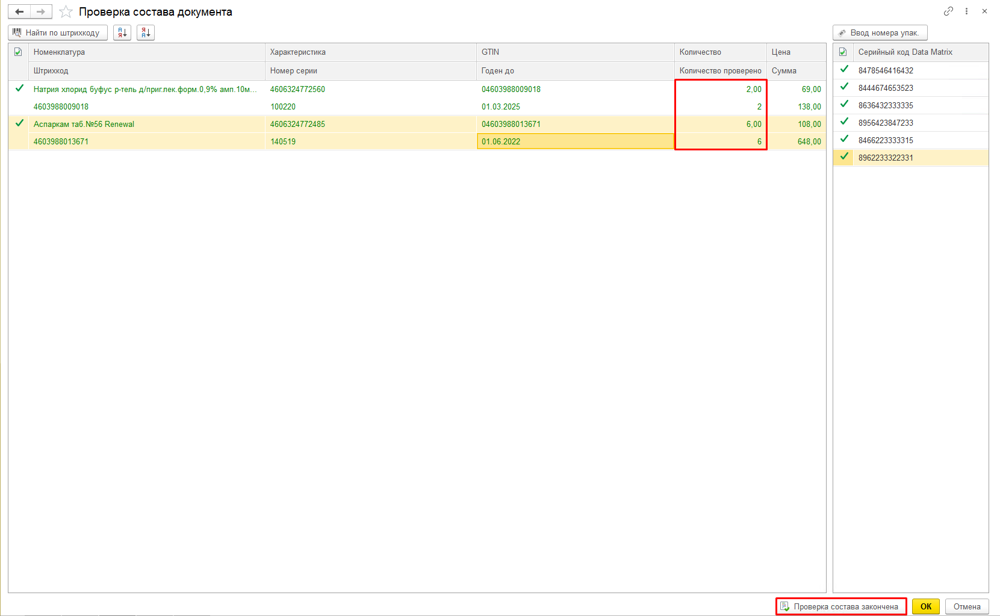 Проверка состава документа
Найти по штрихкоду
Ввод номера упак.
Номенклатура Характеристика GTIN Количество Цена
Штрихкод Номер серии Годен до Количество проверено Сумма
Натрия хлорид буфус р-тель д/приг.лек.форм.0,9% амп.10м... 4606324772560 04603988009018 2,00 69,00
4603988009018 100220 01.03.2025 2 138,00
Аспаркам таб.№56 Renewal 4606324772485 04603988013671 6,00 108,00
4603988013671 140519 01.06.2022 6 648,00
Серийный код Data Matrix
8478546416432
8444674653523
8636432333335
8956423847233
8466223333315
8962233322331
Проверка состава закончена ОК Отмена